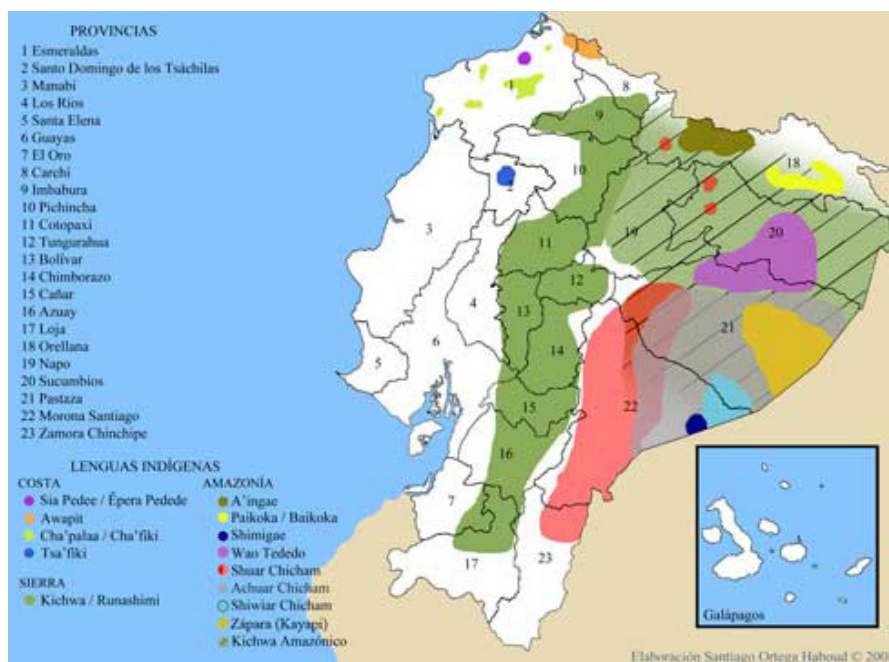 PROVINCIAS
1 Esmeraldas
2 Santo Domingo de los Tsáchilas
3 Manabí
4 Los Ríos
5 Santa Elena
6 Guayas
7 El Oro
8 Carchi
9 Imbabura
10 Pichincha
11 Cotopaxi
12 Tungurahua
13 Bolívar
14 Chimborazo
15 Cañar
16 Azuay
17 Loja
18 Orellana
19 Napo
20 Sucumbios
21 Pastaza
22 Morona Santiago
23 Zamora Chinchipe
LENGUAS INDÍGENAS
COSTA
Sia Pedee / Épera Pedede
Awapit
Cha'palaa / Cha'fiki
Tsa'fiki
SIERRA
Kichwa / Runashimi
AMAZONÍA
A'ingae
Paikoka / Baikoka
Shimigae
Wao Tededo
Shuar Chicham
Achuar Chicham
Shiwiar Chicham
Zápara (Kayapi)
Kichwa Amazónico
1
2
3
4
5
6
7
8
9
10
11
12
13
14
15
16
17
18
19
20
21
22
23
Galápagos
Elaboración Santiago Ortega Haboud ©